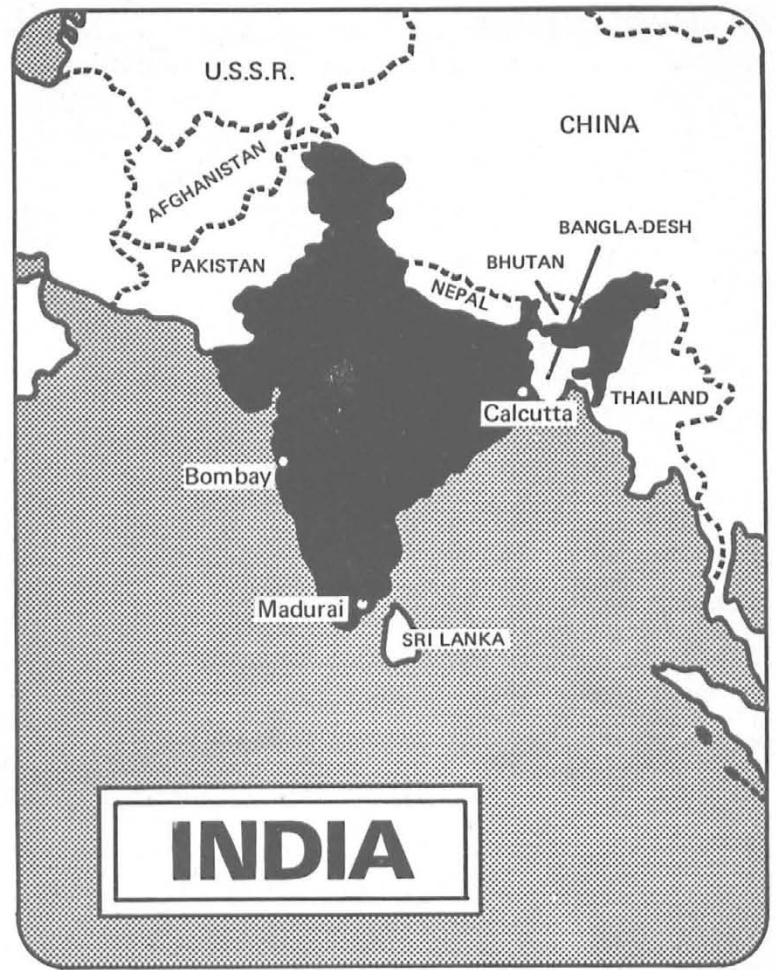 U.S.S.R.
CHINA
AFGHANISTAN
BANGLA-DESH
PAKISTAN
BHUTAN
NEPAL
THAILAND
Calcutta
Bombay
Madurai
SRI LANKA
INDIA